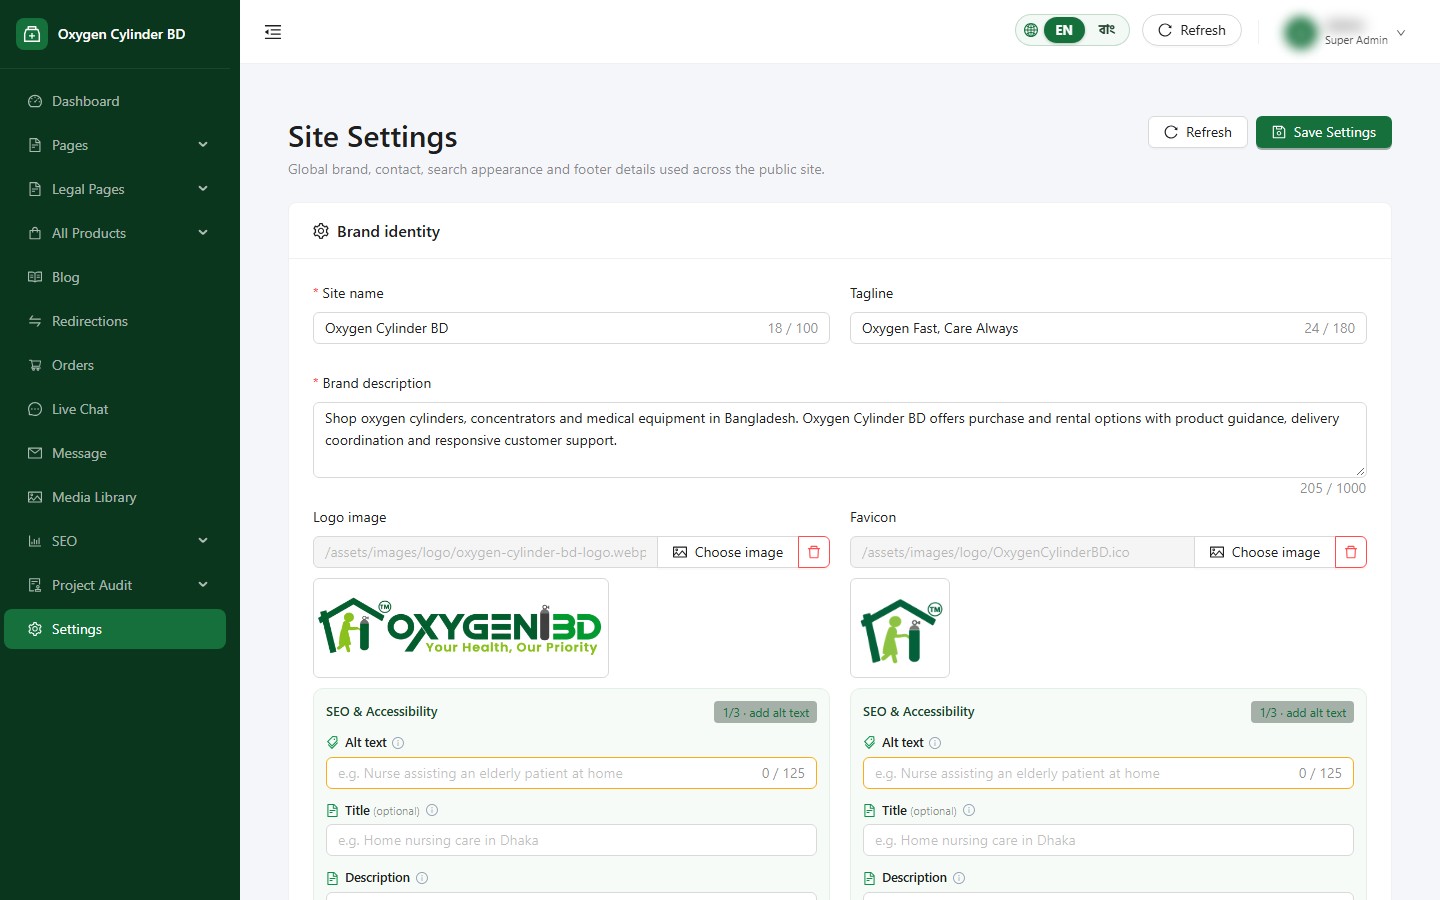 Oxygen Cylinder BD
EN
বাং
Refresh
Super Admin
Dashboard
Pages
Legal Pages
All Products
Blog
Redirections
Orders
Live Chat
Message
Media Library
SEO
Project Audit
Settings
Site Settings
Global brand, contact, search appearance and footer details used across the public site.
Refresh
Save Settings
Brand identity
* Site name
Oxygen Cylinder BD 18 / 100
Tagline
Oxygen Fast, Care Always 24 / 180
* Brand description
Shop oxygen cylinders, concentrators and medical equipment in Bangladesh. Oxygen Cylinder BD offers purchase and rental options with product guidance, delivery
coordination and responsive customer support.
205 / 1000
Logo image
/assets/images/logo/oxygen-cylinder-bd-logo.webp
Choose image
TM
OXYGEN BD
Your Health, Our Priority
Favicon
/assets/images/logo/OxygenCylinderBD.ico
Choose image
TM
SEO & Accessibility
1/3 · add alt text
Alt text
e.g. Nurse assisting an elderly patient at home 0 / 125
Title (optional)
e.g. Home nursing care in Dhaka
Description
SEO & Accessibility
1/3 · add alt text
Alt text
e.g. Nurse assisting an elderly patient at home 0 / 125
Title (optional)
e.g. Home nursing care in Dhaka
Description